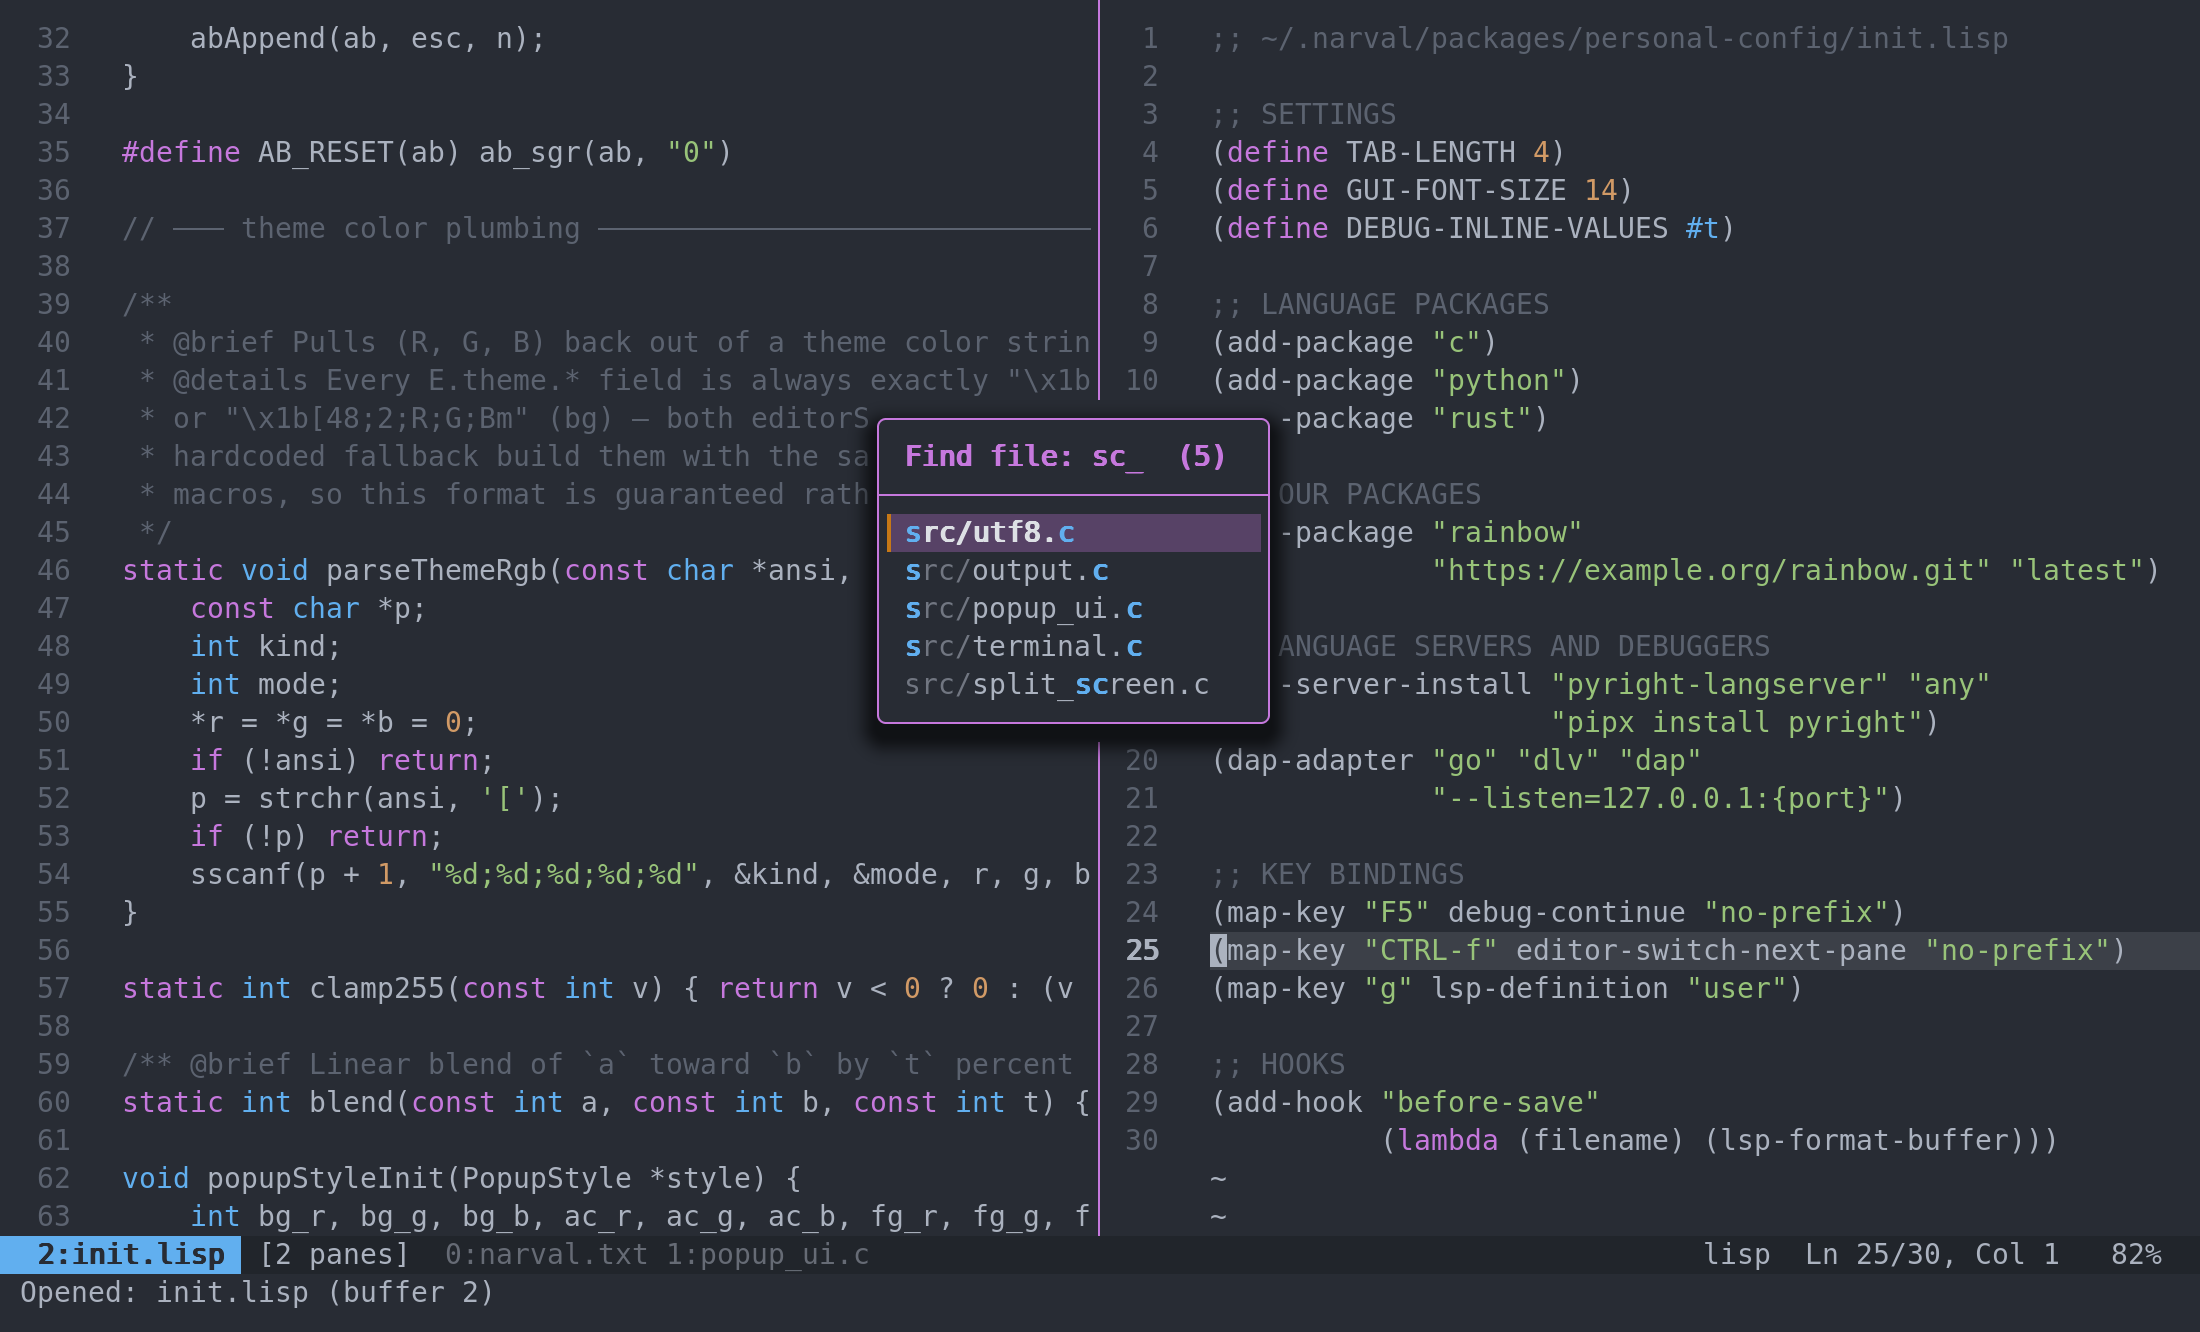 32 abAppend(ab, esc, n);
33 }
34
35 #define AB_RESET(ab) ab_sgr(ab, "0")
36
37 // ─── theme color plumbing ─────────────────────────────
38
39 /**
40 * @brief Pulls (R, G, B) back out of a theme color strin
41 * @details Every E.theme.* field is always exactly "\x1b
42 * or "\x1b[48;2;R;G;Bm" (bg) — both editorS
43 * hardcoded fallback build them with the sa
44 * macros, so this format is guaranteed rath
45 */
46 static void parseThemeRgb(const char *ansi,
47 const char *p;
48 int kind;
49 int mode;
50 *r = *g = *b = 0;
51 if (!ansi) return;
52 p = strchr(ansi, '[');
53 if (!p) return;
54 sscanf(p + 1, "%d;%d;%d;%d;%d", &kind, &mode, r, g, b
55 }
56
57 static int clamp255(const int v) { return v < 0 ? 0 : (v
58
59 /** @brief Linear blend of `a` toward `b` by `t` percent
60 static int blend(const int a, const int b, const int t) {
61
62 void popupStyleInit(PopupStyle *style) {
63 int bg_r, bg_g, bg_b, ac_r, ac_g, ac_b, fg_r, fg_g, f
Find file: sc_ (5)
src/utf8.c
src/output.c
src/popup_ui.c
src/terminal.c
src/split_screen.c
1 ;; ~/.narval/packages/personal-config/init.lisp
2
3 ;; SETTINGS
4 (define TAB-LENGTH 4)
5 (define GUI-FONT-SIZE 14)
6 (define DEBUG-INLINE-VALUES #t)
7
8 ;; LANGUAGE PACKAGES
9 (add-package "c")
10 (add-package "python")
-package "rust")
OUR PACKAGES
-package "rainbow"
"https://example.org/rainbow.git" "latest")
ANGUAGE SERVERS AND DEBUGGERS
-server-install "pyright-langserver" "any"
"pipx install pyright")
20 (dap-adapter "go" "dlv" "dap"
21 "--listen=127.0.0.1:{port}")
22
23 ;; KEY BINDINGS
24 (map-key "F5" debug-continue "no-prefix")
25 (map-key "CTRL-f" editor-switch-next-pane "no-prefix")
26 (map-key "g" lsp-definition "user")
27
28 ;; HOOKS
29 (add-hook "before-save"
30 (lambda (filename) (lsp-format-buffer)))
~
~
2:init.lisp [2 panes] 0:narval.txt 1:popup_ui.c lisp Ln 25/30, Col 1 82%
Opened: init.lisp (buffer 2)